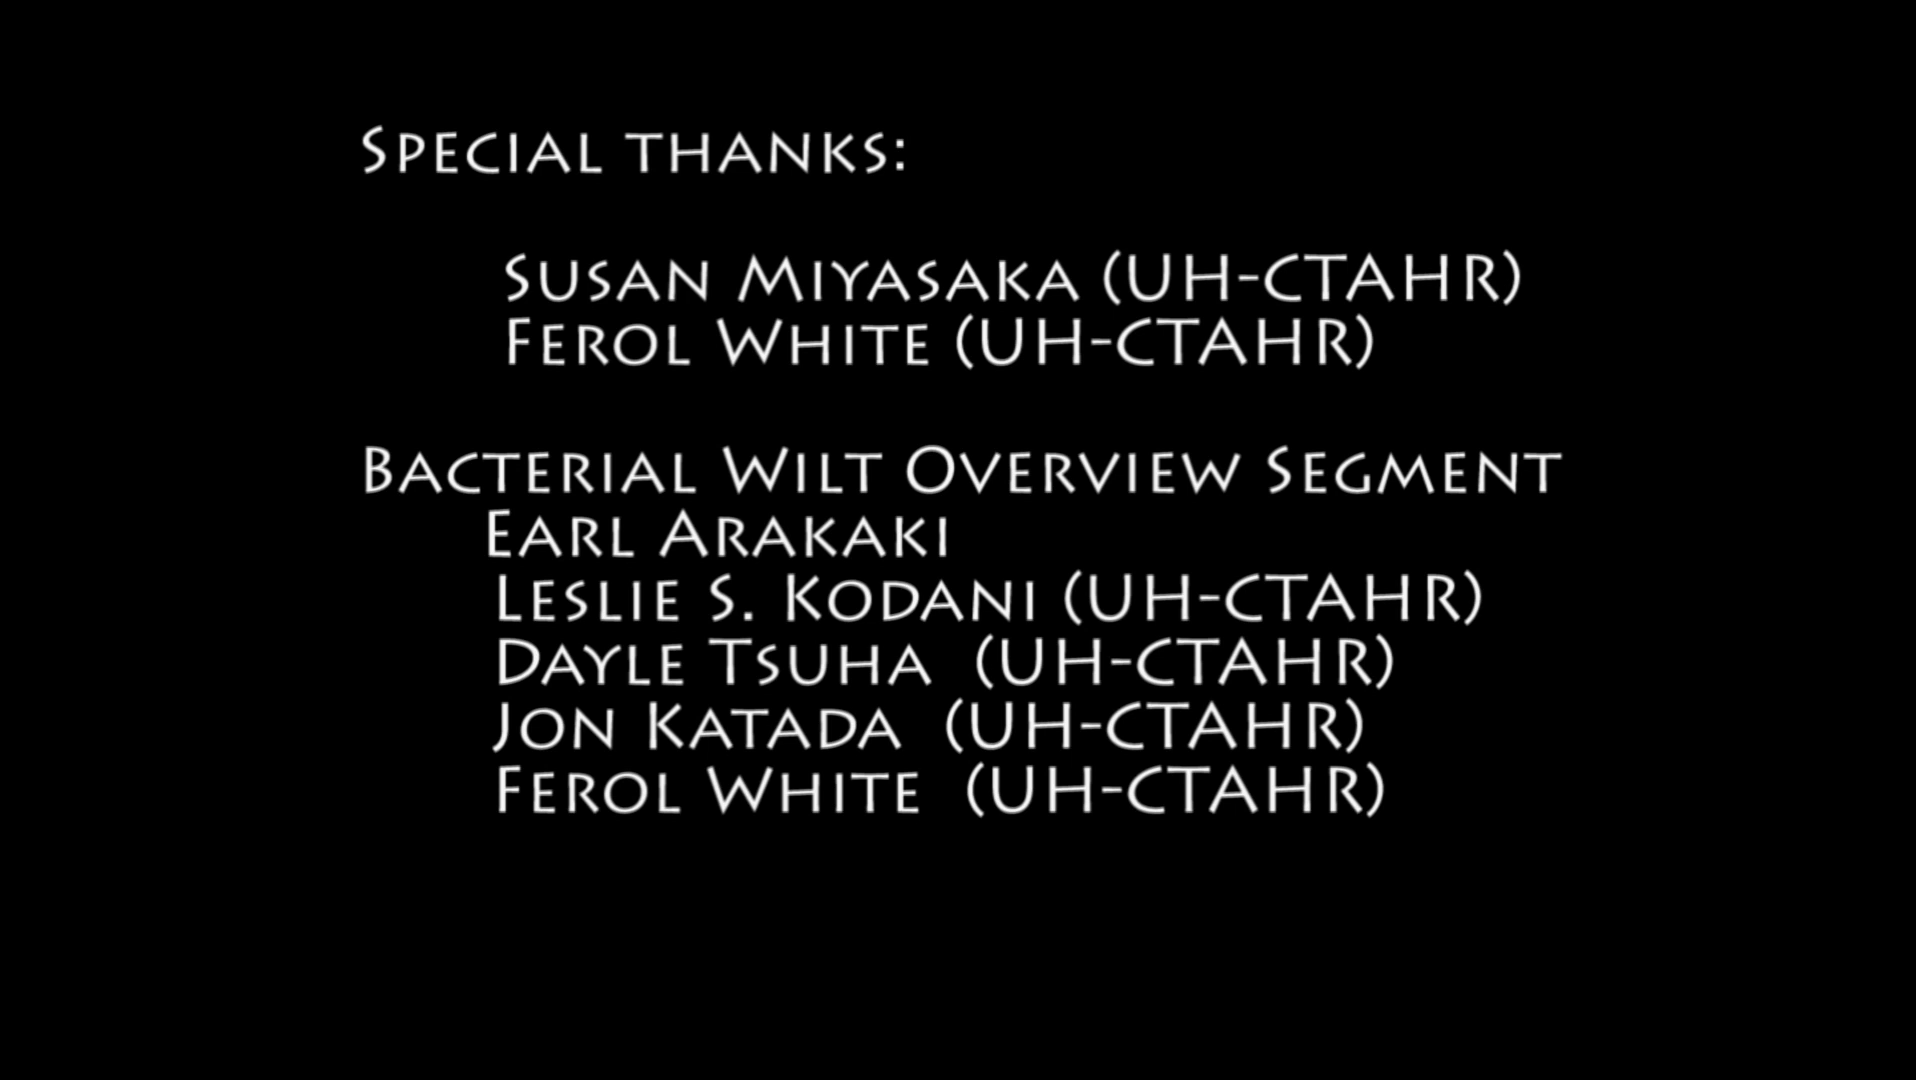 Special thanks:
Susan Miyasaka (UH-CTAHR)
Ferol White (UH-CTAHR)
Bacterial Wilt Overview Segment
Earl Arakaki
Leslie S. Kodani (UH-CTAHR)
Dayle Tsuha (UH-CTAHR)
Jon Katada (UH-CTAHR)
Ferol White (UH-CTAHR)